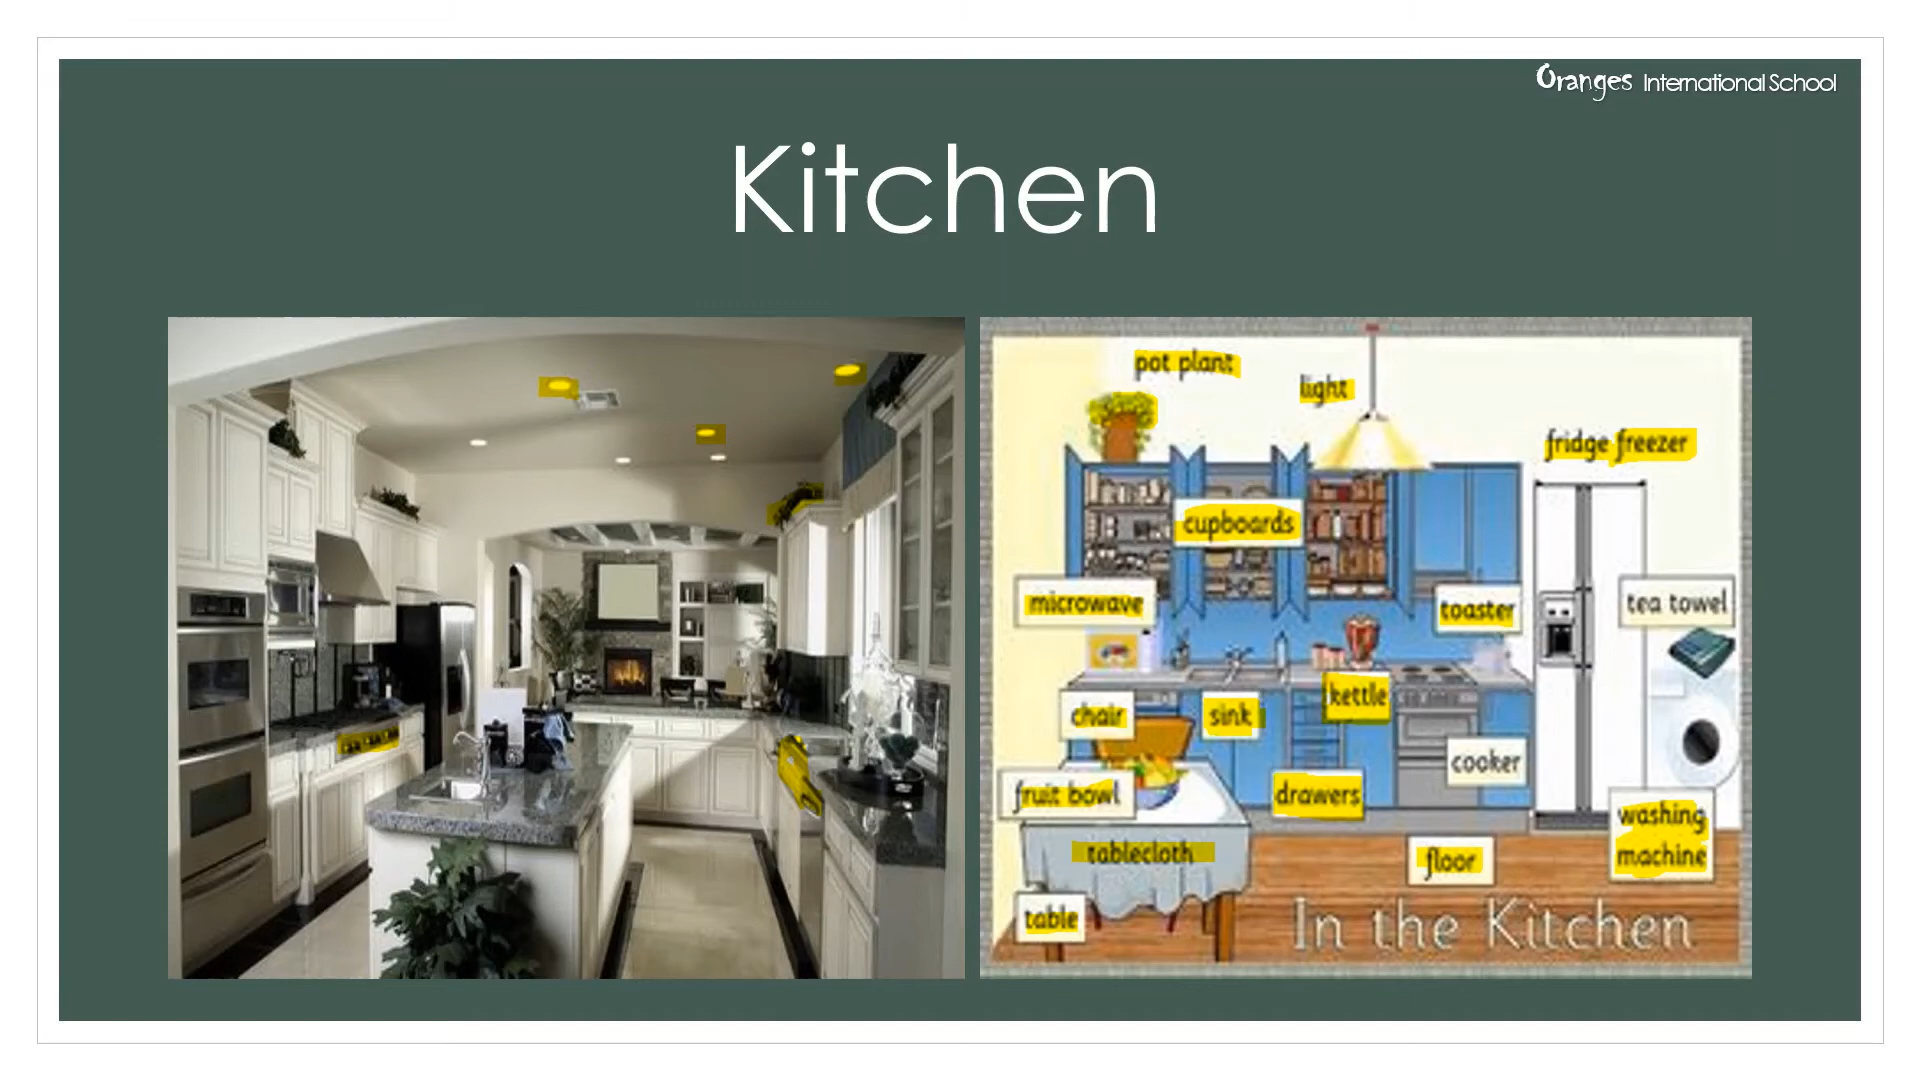 Oranges International School
Kitchen
pot plant
light
fridge freezer
cupboards
microwave
toaster
tea towel
chair
sink
kettle
cooker
fruit bowl
drawers
washing
machine
tablecloth
floor
table
In the Kitchen